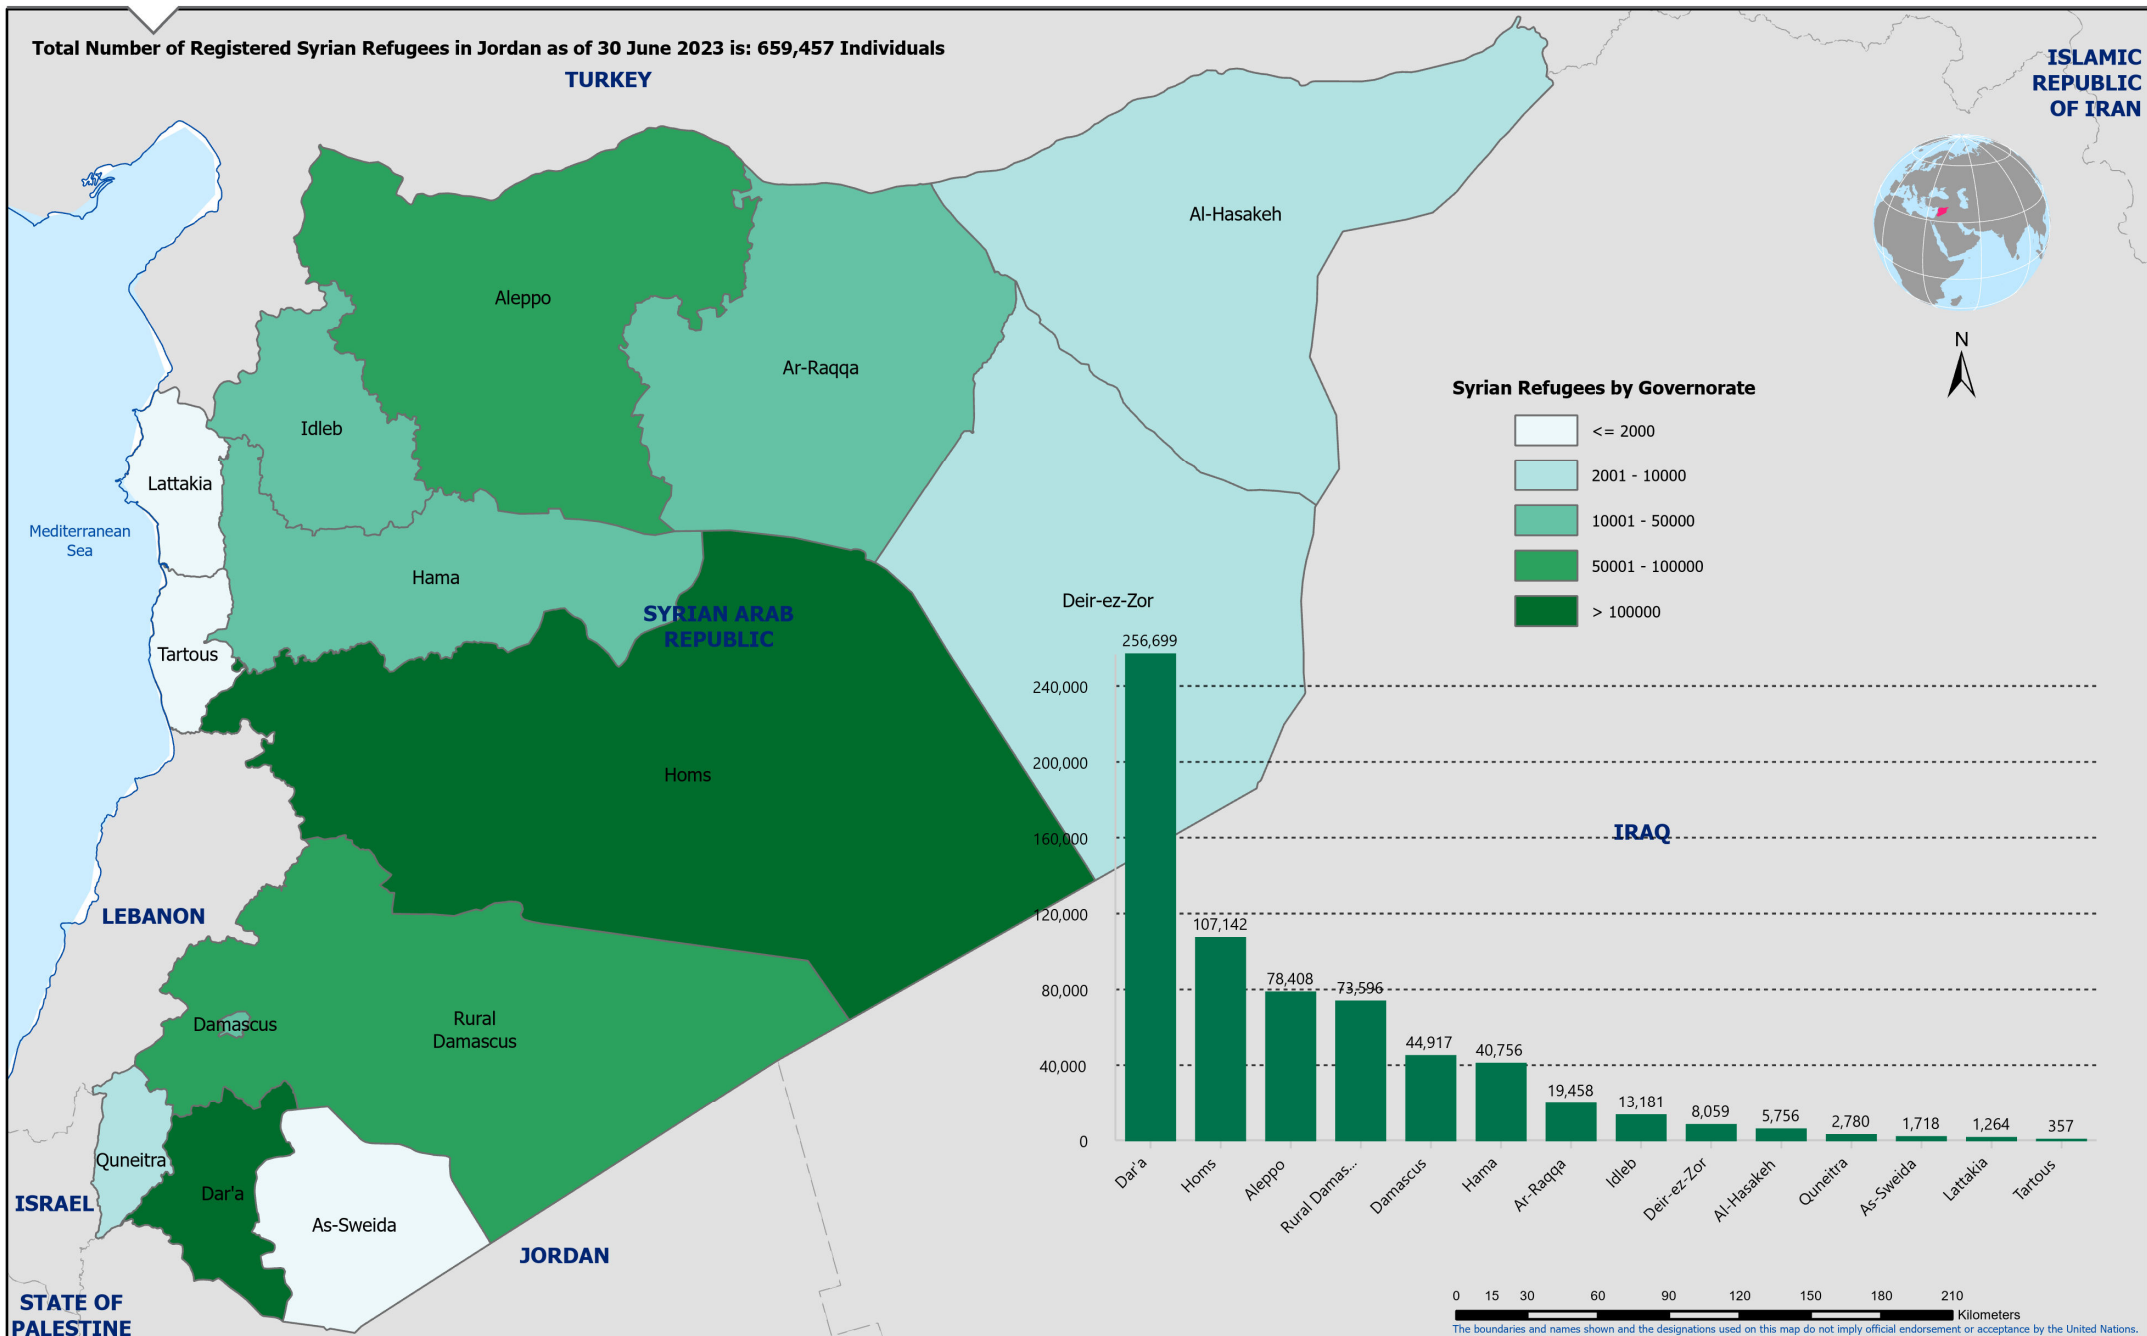 Total Number of Registered Syrian Refugees in Jordan as of 30 June 2023 is: 659,457 Individuals
TURKEY
ISLAMIC
REPUBLIC
OF IRAN
Al-Hasakeh
Aleppo
Ar-Raqqa
Idleb
Lattakia
Mediterranean
Sea
Hama
SYRIAN ARAB
REPUBLIC
Deir-ez-Zor
Tartous
Homs
LEBANON
IRAQ
Damascus
Rural
Damascus
Quneitra
Dar'a
As-Sweida
ISRAEL
JORDAN
STATE OF
PALESTINE
N
Syrian Refugees by Governorate
<= 2000
2001 - 10000
10001 - 50000
50001 - 100000
> 100000
240,000
200,000
160,000
120,000
80,000
40,000
0
256,699
107,142
78,408
73,596
44,917
40,756
19,458
13,181
8,059
5,756
2,780
1,718
1,264
357
Dar'a
Homs
Aleppo
Rural Damas...
Damascus
Hama
Ar-Raqqa
Idleb
Deir-ez-Zor
Al-Hasakeh
Quneitra
As-Sweida
Lattakia
Tartous
0 15 30 60 90 120 150 180 210
Kilometers
The boundaries and names shown and the designations used on this map do not imply official endorsement or acceptance by the United Nations.